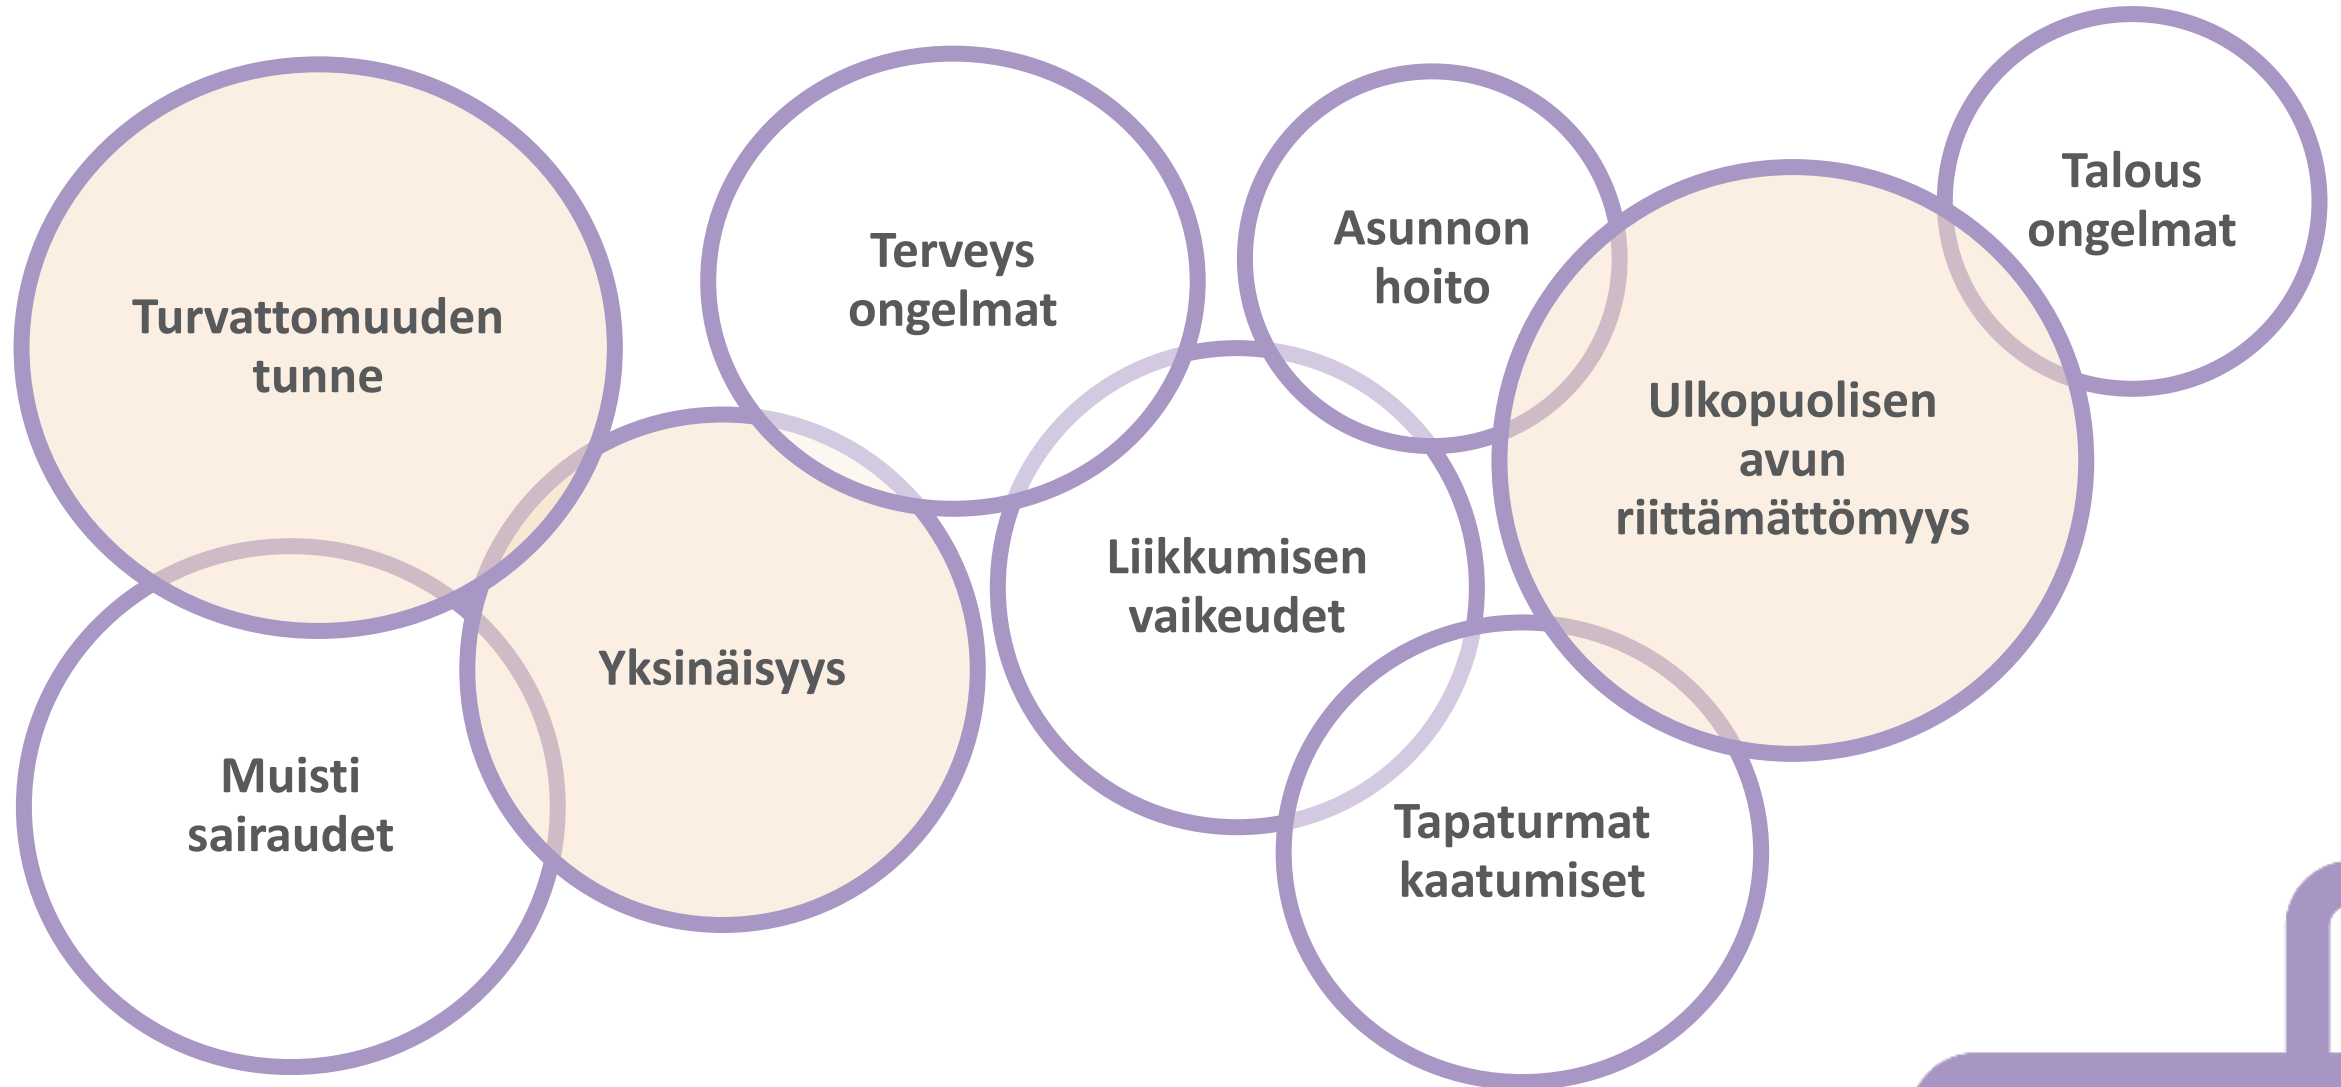 Turvattomuuden
tunne
Terveys
ongelmat
Asunnon
hoito
Talous
ongelmat
Ulkopuolisen
avun
riittämättömyys
Liikkumisen
vaikeudet
Yksinäisyys
Muisti
sairaudet
Tapaturmat
kaatumiset